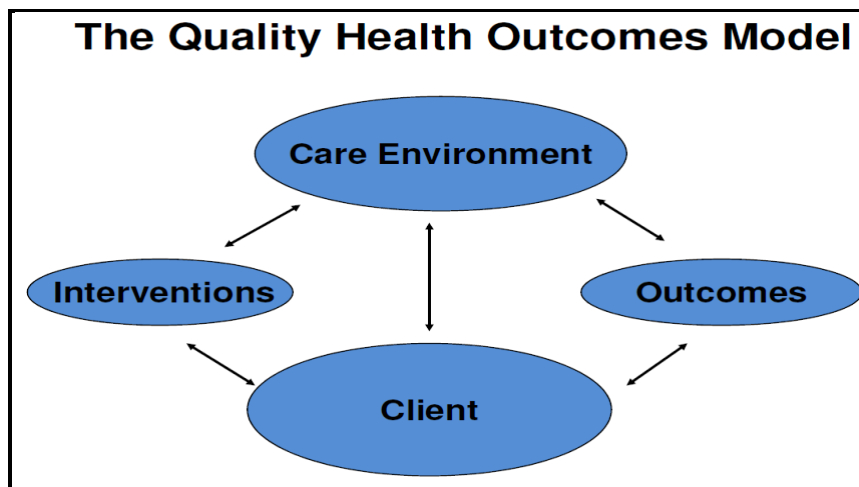 The Quality Health Outcomes Model
Care Environment
Interventions
Outcomes
Client